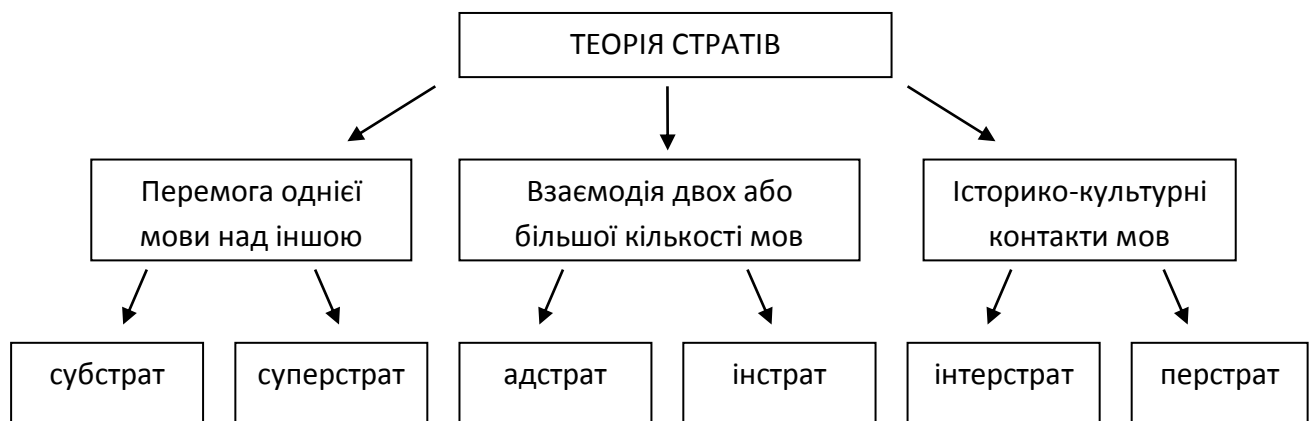 ТЕОРІЯ СТРАТІВ
Перемога однієї
мови над іншою
Взаємодія двох або
більшої кількості мов
Історико-культурні
контакти мов
субстрат
суперстрат
адстрат
інстрат
інтерстрат
перстрат